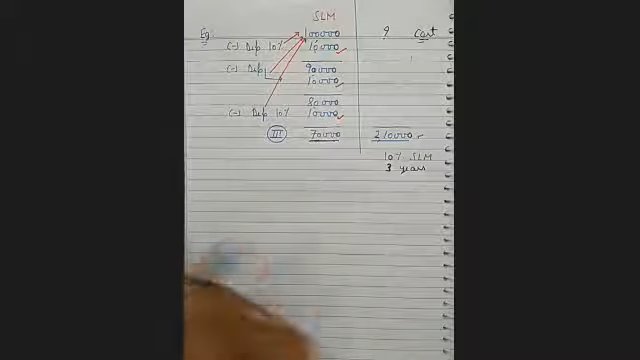 SLM
Eg. 100000 ? Cost
(-) Dep 10% 10000
90000
(-) Dep 10000
80000
(-) Dep 10% 10000
III 70000 210000
10% SLM
3 years